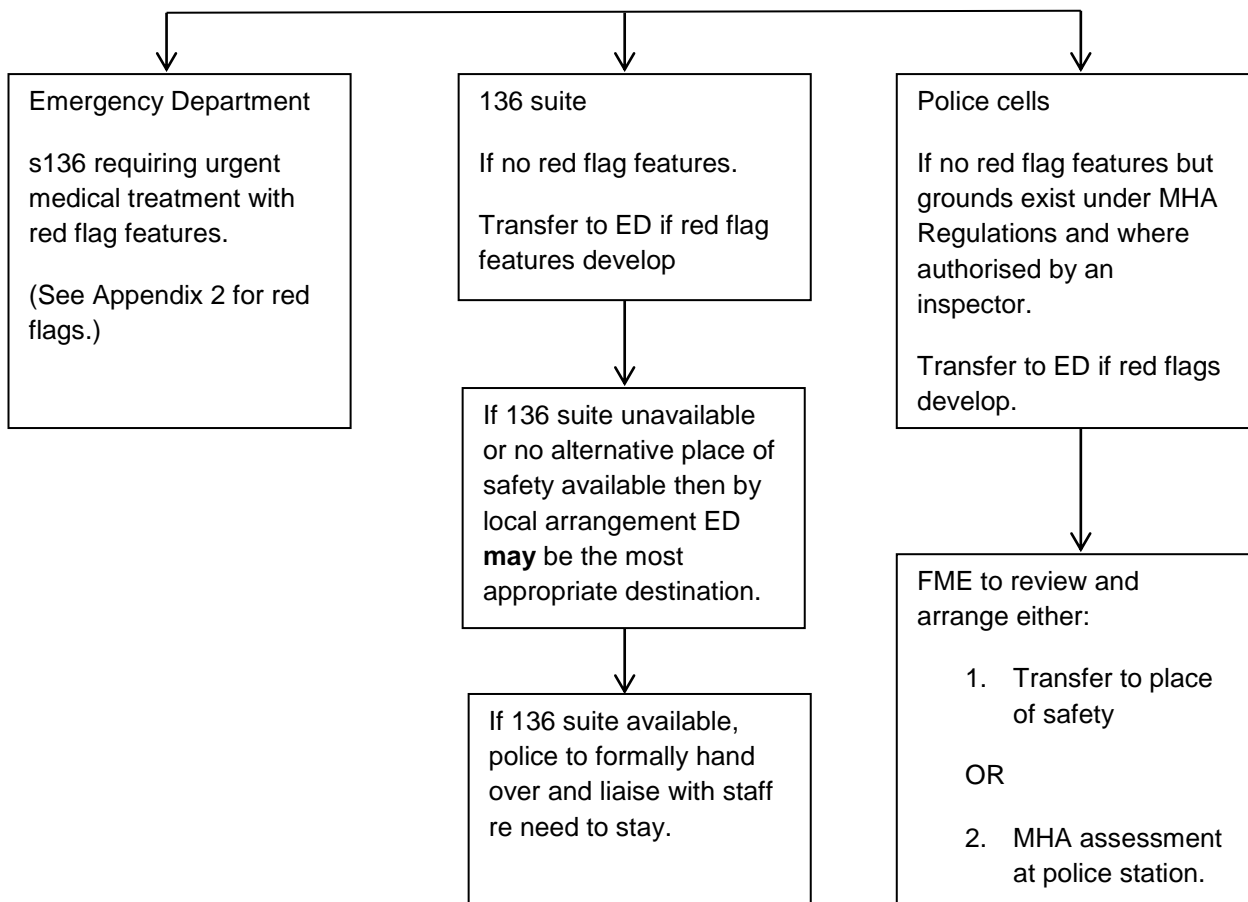 Emergency Department
s136 requiring urgent
medical treatment with
red flag features.
(See Appendix 2 for red
flags.)
136 suite
If no red flag features.
Transfer to ED if red flag
features develop
If 136 suite unavailable
or no alternative place of
safety available then by
local arrangement ED
may be the most
appropriate destination.
If 136 suite available,
police to formally hand
over and liaise with staff
re need to stay.
Police cells
If no red flag features but
grounds exist under MHA
Regulations and where
authorised by an
inspector.
Transfer to ED if red flags
develop.
FME to review and
arrange either:
1. Transfer to place
of safety
OR
2. MHA assessment
at police station.